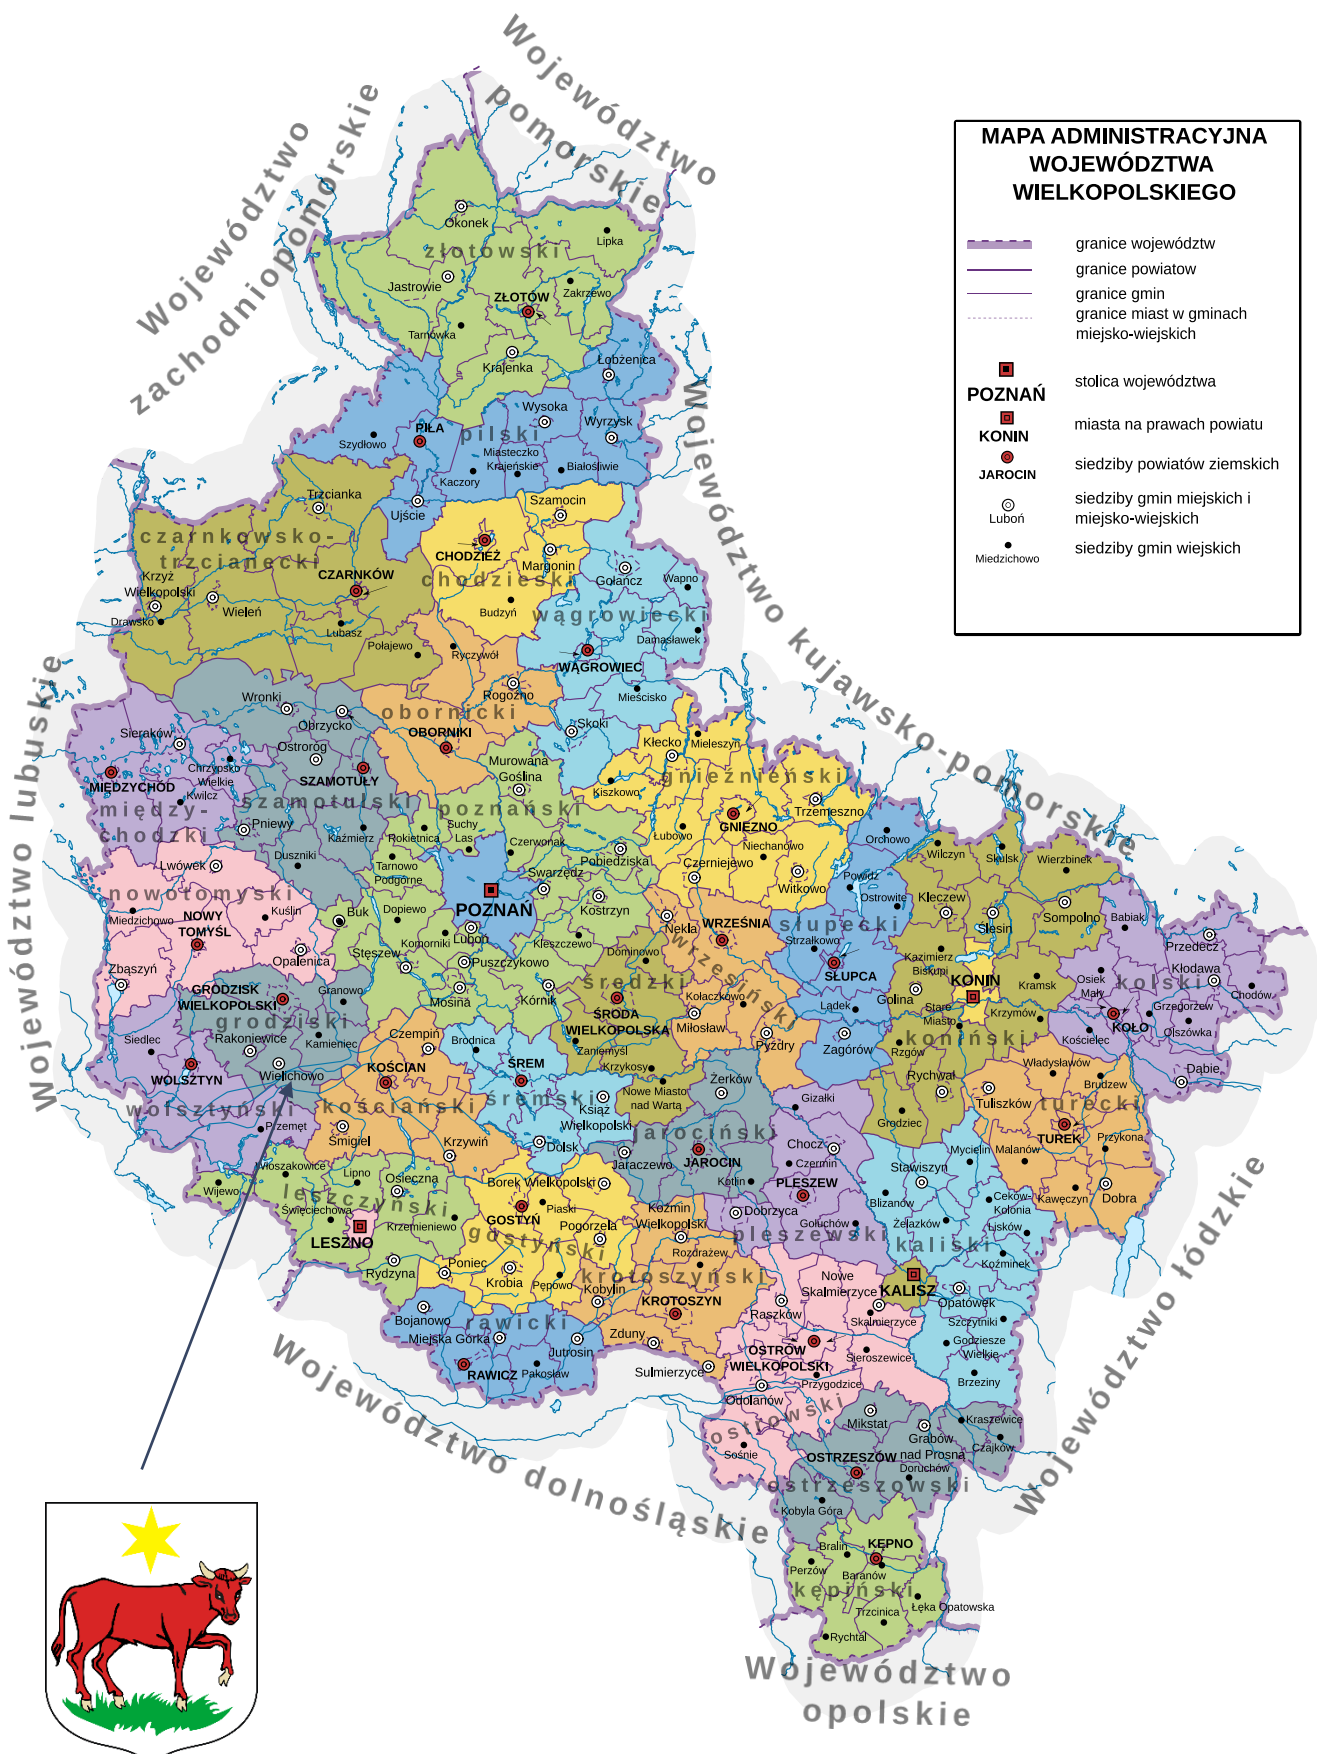 Województwo
pomorskie
Województwo
zachodniopomorskie
MAPA ADMINISTRACYJNA
WOJEWÓDZTWA
WIELKOPOLSKIEGO
granice województw
granice powiatow
granice gmin
granice miast w gminach
miejsko-wiejskich
POZNAŃ
stolica województwa
KONIN
miasta na prawach powiatu
JAROCIN
siedziby powiatów ziemskich
Luboń
siedziby gmin miejskich i
miejsko-wiejskich
Miedzichowo
siedziby gmin wiejskich
Okonek
Lipka
złotowski
Jastrowie
Zakrzewo
ZŁOTÓW
Tarnówka
Krajenka
Łobżenica
Wysoka
Wyrzysk
PIŁA
pilski
Szydłowo
Miasteczko
Krajeńskie
Białośliwie
Kaczory
Trzcianka
Ujście
Szamocin
czarnkowsko-
trzcianecki
CHODZIEŻ
Margonin
chodzieski
Krzyż
Wielkopolski
CZARNKÓW
Gołańcz
Wapno
Wieleń
Budzyń
wągrowiecki
Drawsko
Lubasz
Damasławek
Połajewo
Ryczywół
WĄGROWIEC
Województwo kujawsko-pomorskie
Województwo lubuskie
Wronki
Rogoźno
Mieścisko
Obrzycko
obornicki
Sieraków
Ostroróg
OBORNIKI
Skoki
Kłecko
Mieleszyn
MIĘDZYCHÓD
Chrzypsko
Wielkie
SZAMOTUŁY
Murowana
Goślina
gnieźnieński
Kwilcz
szamotulski
Kiszkowo
między-
chodzki
poznański
Trzemeszno
Pniewy
Kaźmierz
Rokietnica
Suchy
Las
Czerwonak
GNIEZNO
Łubowo
Niechanowo
Orchowo
Lwówek
Duszniki
Tarnowo
Podgórne
Pobiedziska
Czerniejewo
Witkowo
Wilczyn
Skulsk
Wierzbinek
Swarzędz
Powidz
nowotomyski
Miedzichowo
NOWY
TOMYŚL
Kuślin
Buk
Dopiewo
POZNAŃ
Kostrzyn
Ostrowite
Kleczew
Ślesin
Sompolno
Babiak
Nekla
WRZEŚNIA
słupecki
Luboń
Komorniki
Kleszczewo
Strzałkowo
Przedecz
Opalenica
Stęszew
Puszczykowo
Dominowo
wrzesiński
SŁUPCA
Kazimierz
Biskupi
KONIN
Kłodawa
Zbąszyń
średzki
Kramsk
Osiek
Mały
kolski
GRODZISK
WIELKOPOLSKI
Granowo
Mosina
Kórnik
Kołaczkowo
Lądek
Golina
Stare
Miasto
Krzymów
Grzegorzew
Chodów
grodziski
ŚRODA
WIELKOPOLSKA
Miłosław
KOŁO
Olszówka
Siedlec
Rakoniewice
Kamieniec
Czempiń
Brodnica
Zaniemyśl
Pyzdry
Zagórów
Rzgów
koniński
Kościelec
WOLSZTYN
Wielichowo
KOŚCIAN
ŚREM
Krzykosy
Władysławów
Dąbie
wolsztyński
kościański
śremski
Książ
Wielkopolski
Nowe Miasto
nad Wartą
Żerków
Gizałki
Rychwał
Tuliszków
Brudzew
turecki
Grodziec
Przemęt
Śmigiel
Krzywiń
Dolsk
jarociński
Chocz
TUREK
Przykona
Włoszakowice
Lipno
Jaraczewo
JAROCIN
Czermin
Stawiszyn
Mycielin
Malanów
Wijewo
Osieczna
Borek Wielkopolski
Kotlin
PLESZEW
leszczyński
Święciechowa
Krzemieniewo
GOSTYŃ
Piaski
Koźmin
Wielkopolski
Dobrzyca
Blizanów
Ceków-
Kolonia
Kawęczyn
Dobra
LESZNO
gostyński
Pogorzela
pleszewski
Gołuchów
Żelazków
Lisków
kaliski
Rydzyna
Poniec
Krobia
Pępowo
Kobylin
Rozdrażew
krotoszyński
Nowe
Skalmierzyce
Koźminek
KALISZ
Opatówek
Bojanowo
rawicki
KROTOSZYN
Raszków
Skalmierzyce
Szczytniki
Miejska Górka
Jutrosin
Zduny
OSTRÓW
WIELKOPOLSKI
Sieroszewice
Godziesze
Wielkie
RAWICZ
Pakosław
Sulmierzyce
Przygodzice
Brzeziny
Odolanów
ostrowski
Mikstat
Kraszewice
Grabów
nad Prosną
Czajków
Sośnie
OSTRZESZÓW
Doruchów
ostrzeszowski
Kobyla Góra
Województwo dolnośląskie
Województwo łódzkie
Bralin
KĘPNO
Perzów
Baranów
kępiński
Łęka Opatowska
Trzcinica
Rychtal
Województwo
opolskie